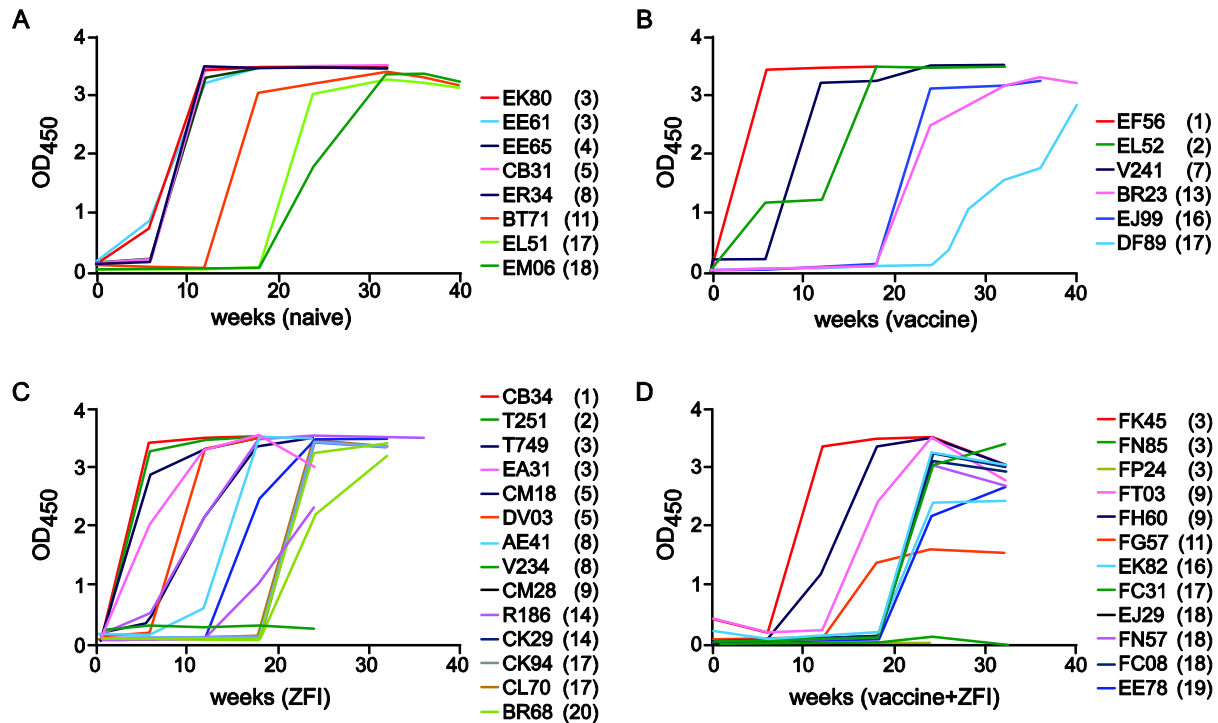 A
B
4
3
2
1
0
OD450
0
10
20
30
40
weeks (naive)
EK80 (3)
EE61 (3)
EE65 (4)
CB31 (5)
ER34 (8)
BT71 (11)
EL51 (17)
EM06 (18)
4
3
2
1
0
OD450
0
10
20
30
40
weeks (vaccine)
EF56 (1)
EL52 (2)
V241 (7)
BR23 (13)
EJ99 (16)
DF89 (17)
C
D
4
3
2
1
0
OD450
0
10
20
30
40
weeks (ZFI)
CB34 (1)
T251 (2)
T749 (3)
EA31 (3)
CM18 (5)
DV03 (5)
AE41 (8)
V234 (8)
CM28 (9)
R186 (14)
CK29 (14)
CK94 (17)
CL70 (17)
BR68 (20)
4
3
2
1
0
OD450
0
10
20
30
40
weeks (vaccine+ZFI)
FK45 (3)
FN85 (3)
FP24 (3)
FT03 (9)
FH60 (9)
FG57 (11)
EK82 (16)
FC31 (17)
EJ29 (18)
FN57 (18)
FC08 (18)
EE78 (19)